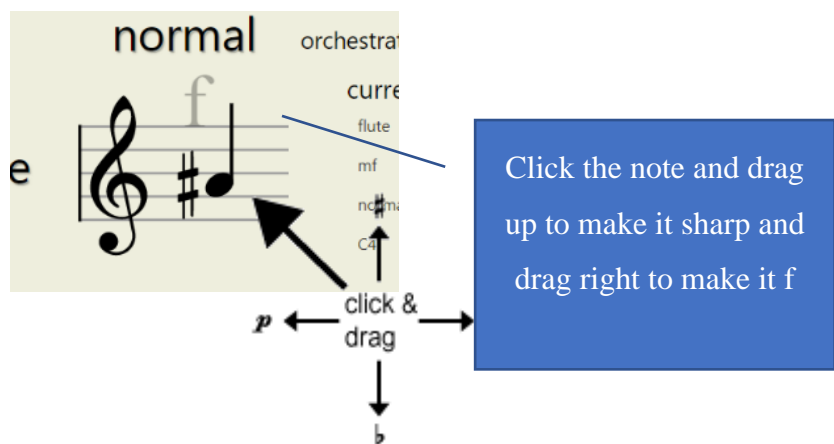 normal
orchestrat
f
curre
flute
mf
e
norma
C4
♯
click &
drag
p
♭
Click the note and drag
up to make it sharp and
drag right to make it f